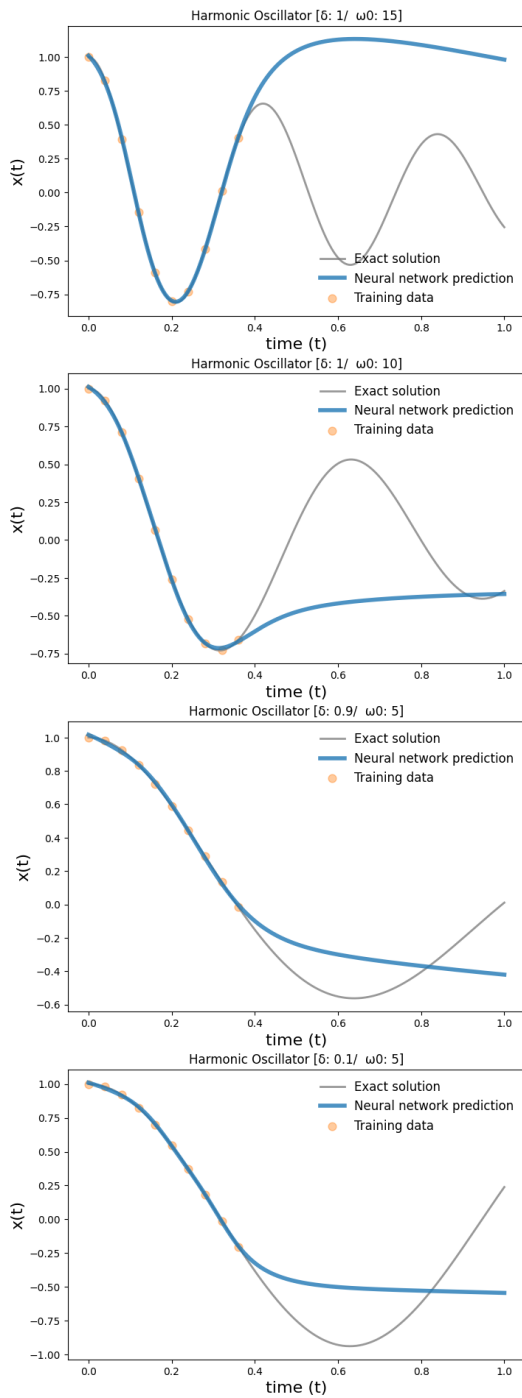 Harmonic Oscillator [δ: 1/  ω0: 15]
1.00
0.75
0.50
0.25
0.00
−0.25
−0.50
−0.75
x(t)
Exact solution
Neural network prediction
Training data
0.0 0.2 0.4 0.6 0.8 1.0
time (t)
Harmonic Oscillator [δ: 1/  ω0: 10]
1.00
0.75
0.50
0.25
0.00
−0.25
−0.50
−0.75
x(t)
Exact solution
Neural network prediction
Training data
0.0 0.2 0.4 0.6 0.8 1.0
time (t)
Harmonic Oscillator [δ: 0.9/  ω0: 5]
1.0
0.8
0.6
0.4
0.2
0.0
−0.2
−0.4
−0.6
x(t)
Exact solution
Neural network prediction
Training data
0.0 0.2 0.4 0.6 0.8 1.0
time (t)
Harmonic Oscillator [δ: 0.1/  ω0: 5]
1.00
0.75
0.50
0.25
0.00
−0.25
−0.50
−0.75
−1.00
x(t)
Exact solution
Neural network prediction
Training data
0.0 0.2 0.4 0.6 0.8 1.0
time (t)